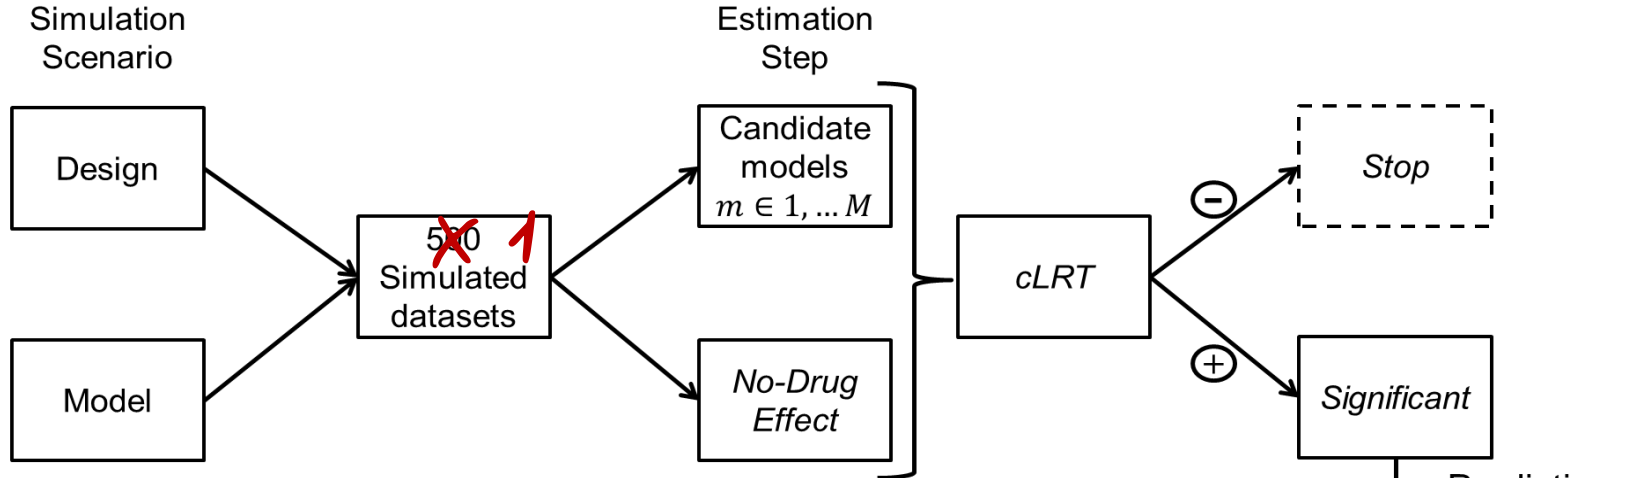 Simulation
Scenario
Estimation
Step
Design
Candidate
models
m ∈ 1, … M
Stop
-
500 1
Simulated
datasets
cLRT
Model
No-Drug
Effect
+
Significant